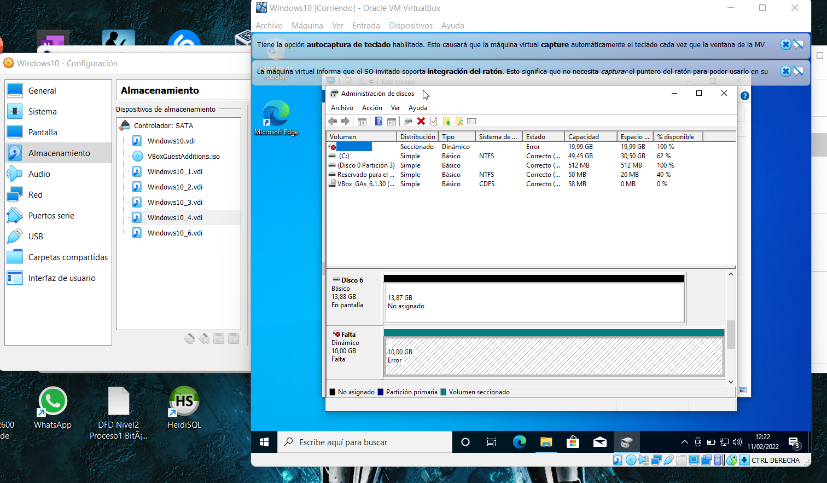 Windows10 [Corriendo] - Oracle VM VirtualBox
Archivo Máquina Ver Entrada Dispositivos Ayuda
Tiene la opción autocaptura de teclado habilitada. Esto causará que la máquina virtual capture automáticamente el teclado cada vez que la ventana de la MV
La máquina virtual informa que el SO invitado soporta integración del ratón. Esto significa que no necesita capturar el puntero del ratón para poder usarlo en su
Windows10 - Configuración
General
Sistema
Pantalla
Almacenamiento
Audio
Red
Puertos serie
USB
Carpetas compartidas
Interfaz de usuario
Almacenamiento
Dispositivos de almacenamiento
Controlador: SATA
Windows10.vdi
VBoxGuestAdditions.iso
Windows10_1.vdi
Windows10_2.vdi
Windows10_3.vdi
Windows10_4.vdi
Windows10_6.vdi
Microsoft Edge
Administración de discos
Archivo Acción Ver Ayuda
Volumen Distribución Tipo Sistema de ... Estado Capacidad Espacio ... % disponible
Seccionado Dinámico Error 19,99 GB 19,99 GB 100 %
(C:) Simple Básico NTFS Correcto (... 49,45 GB 30,50 GB 62 %
(Disco 0 Partición 3) Simple Básico Correcto (... 512 MB 512 MB 100 %
Reservado para el ... Simple Básico NTFS Correcto (... 50 MB 20 MB 40 %
VBox_GAs_6.1.30 (... Simple Básico CDFS Correcto (... 58 MB 0 MB 0 %
Disco 6
Básico
13,88 GB
En pantalla
13,87 GB
No asignado
Falta
Dinámico
10,00 GB
Falta
10,00 GB
Error
No asignado Partición primaria Volumen seccionado
WhatsApp
DFD Nivel2
Proceso1 BitÃ¡...
HS
HeidiSQL
2600
de
Escribe aquí para buscar
12:22
11/02/2022
3
CTRL DERECHA